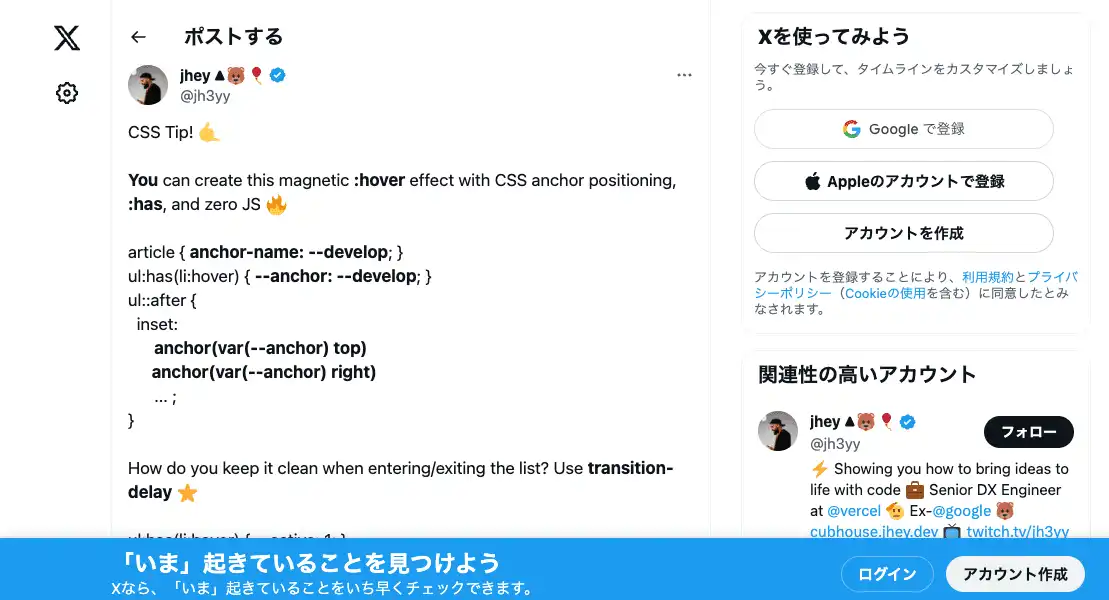 ポストする
jhey ▲🐻🎈
@jh3yy
CSS Tip! 🤙
You can create this magnetic :hover effect with CSS anchor positioning,
:has, and zero JS 🔥
article { anchor-name: --develop; }
ul:has(li:hover) { --anchor: --develop; }
ul::after {
inset:
anchor(var(--anchor) top)
anchor(var(--anchor) right)
... ;
}
How do you keep it clean when entering/exiting the list? Use transition-
delay ⭐
Xを使ってみよう
今すぐ登録して、タイムラインをカスタマイズしましょ
う。
Google で登録
Appleのアカウントで登録
アカウントを作成
アカウントを登録することにより、利用規約とプライバ
シーポリシー（Cookieの使用を含む）に同意したとみ
なされます。
関連性の高いアカウント
jhey ▲🐻🎈
@jh3yy
フォロー
⚡ Showing you how to bring ideas to
life with code 💼 Senior DX Engineer
at @vercel 🫡 Ex-@google 🐻
cubhouse.jhey.dev 📺 twitch.tv/jh3yy
「いま」起きていることを見つけよう
Xなら、「いま」起きていることをいち早くチェックできます。
ログイン
アカウント作成